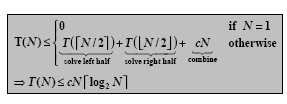 T(N) ≤ { 0 if N = 1
T(⌈N/2⌉) + T(⌊N/2⌋) + cN otherwise
solve left half solve right half combine
⇒ T(N) ≤ cN⌈log₂ N⌉